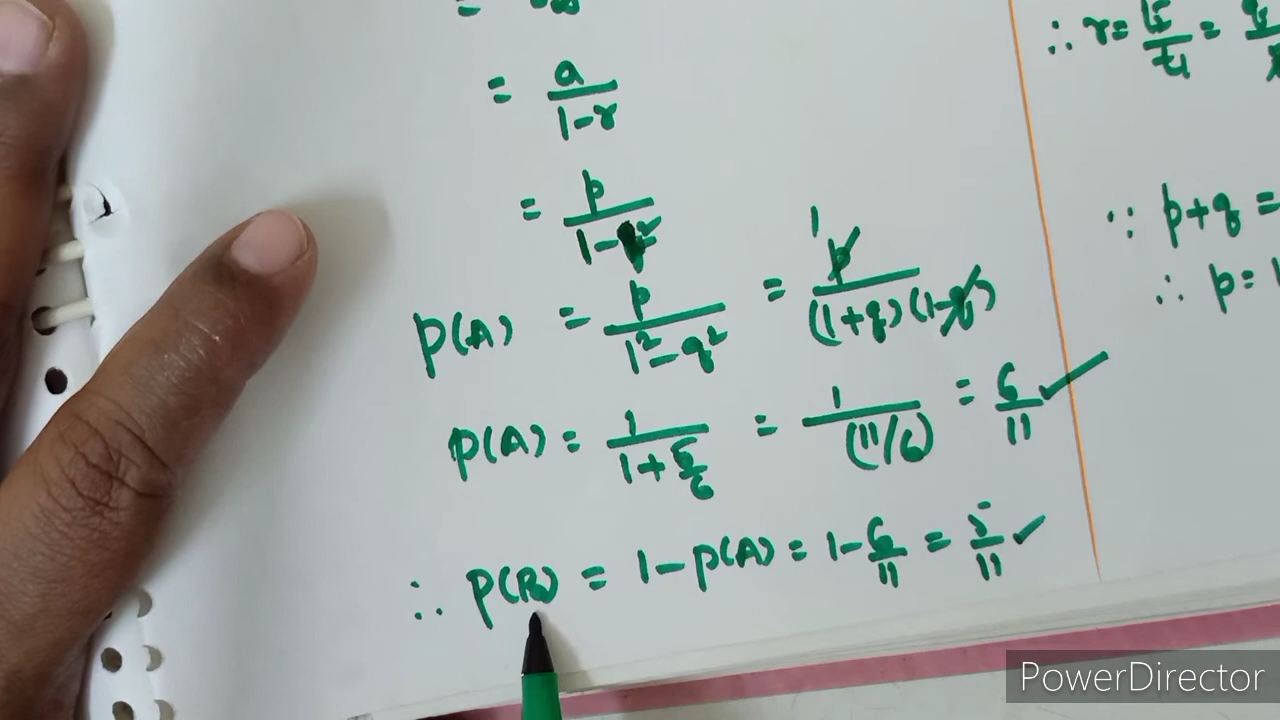 = a/(1-r)
= p/(1-q²)
P(A) = p/(1²-q²) = p/((1+q)(1-q)) 1
P(A) = 1/(1+5/6) = 1/(11/6) = 6/11 ✓
∴ P(B) = 1-P(A) = 1-6/11 = 5/11 ✓
∴ r =
∵ p+q =
∴ p =
PowerDirector